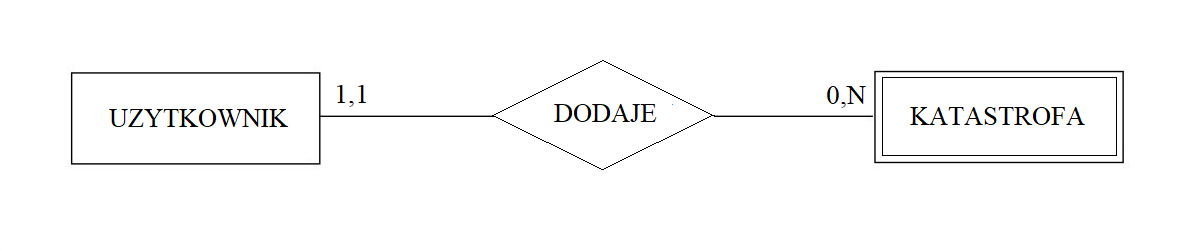 UZYTKOWNIK
1,1
DODAJE
0,N
KATASTROFA